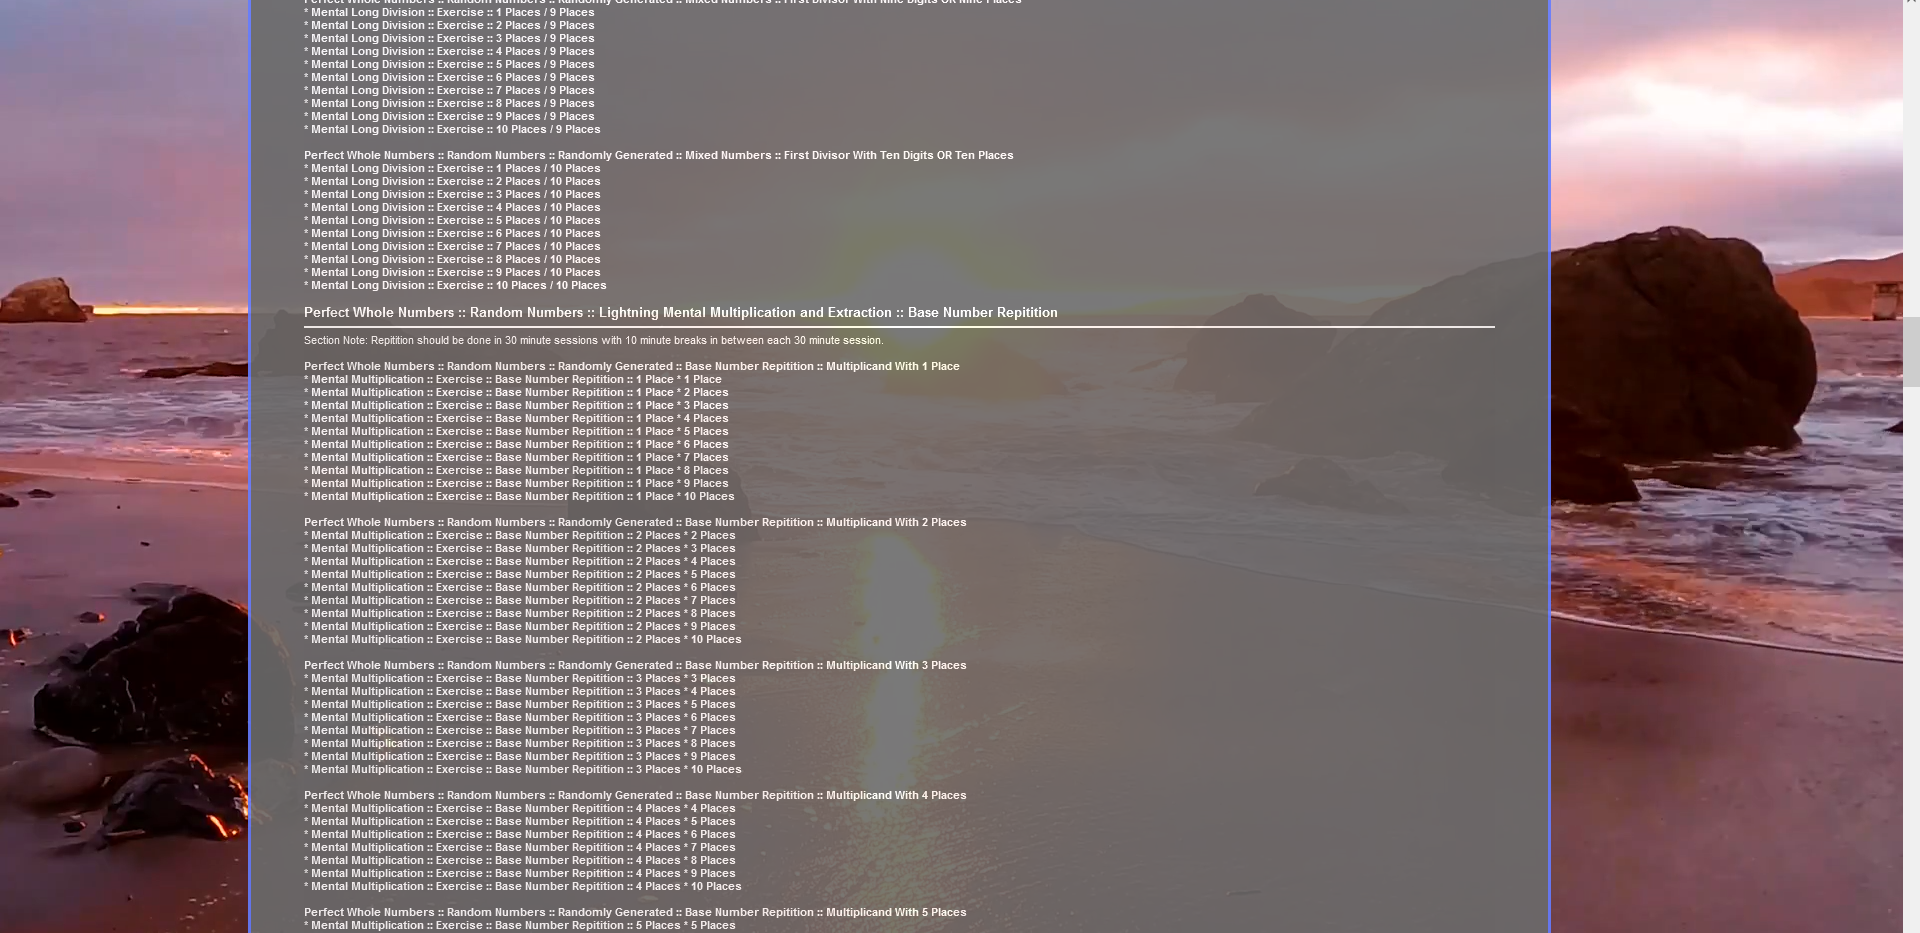 Perfect Whole Numbers :: Random Numbers :: Randomly Generated :: Mixed Numbers :: First Divisor With Nine Digits OR Nine Places
* Mental Long Division :: Exercise :: 1 Places / 9 Places
* Mental Long Division :: Exercise :: 2 Places / 9 Places
* Mental Long Division :: Exercise :: 3 Places / 9 Places
* Mental Long Division :: Exercise :: 4 Places / 9 Places
* Mental Long Division :: Exercise :: 5 Places / 9 Places
* Mental Long Division :: Exercise :: 6 Places / 9 Places
* Mental Long Division :: Exercise :: 7 Places / 9 Places
* Mental Long Division :: Exercise :: 8 Places / 9 Places
* Mental Long Division :: Exercise :: 9 Places / 9 Places
* Mental Long Division :: Exercise :: 10 Places / 9 Places
Perfect Whole Numbers :: Random Numbers :: Randomly Generated :: Mixed Numbers :: First Divisor With Ten Digits OR Ten Places
* Mental Long Division :: Exercise :: 1 Places / 10 Places
* Mental Long Division :: Exercise :: 2 Places / 10 Places
* Mental Long Division :: Exercise :: 3 Places / 10 Places
* Mental Long Division :: Exercise :: 4 Places / 10 Places
* Mental Long Division :: Exercise :: 5 Places / 10 Places
* Mental Long Division :: Exercise :: 6 Places / 10 Places
* Mental Long Division :: Exercise :: 7 Places / 10 Places
* Mental Long Division :: Exercise :: 8 Places / 10 Places
* Mental Long Division :: Exercise :: 9 Places / 10 Places
* Mental Long Division :: Exercise :: 10 Places / 10 Places
Perfect Whole Numbers :: Random Numbers :: Lightning Mental Multiplication and Extraction :: Base Number Repitition
Section Note: Repitition should be done in 30 minute sessions with 10 minute breaks in between each 30 minute session.
Perfect Whole Numbers :: Random Numbers :: Randomly Generated :: Base Number Repitition :: Multiplicand With 1 Place
* Mental Multiplication :: Exercise :: Base Number Repitition :: 1 Place * 1 Place
* Mental Multiplication :: Exercise :: Base Number Repitition :: 1 Place * 2 Places
* Mental Multiplication :: Exercise :: Base Number Repitition :: 1 Place * 3 Places
* Mental Multiplication :: Exercise :: Base Number Repitition :: 1 Place * 4 Places
* Mental Multiplication :: Exercise :: Base Number Repitition :: 1 Place * 5 Places
* Mental Multiplication :: Exercise :: Base Number Repitition :: 1 Place * 6 Places
* Mental Multiplication :: Exercise :: Base Number Repitition :: 1 Place * 7 Places
* Mental Multiplication :: Exercise :: Base Number Repitition :: 1 Place * 8 Places
* Mental Multiplication :: Exercise :: Base Number Repitition :: 1 Place * 9 Places
* Mental Multiplication :: Exercise :: Base Number Repitition :: 1 Place * 10 Places
Perfect Whole Numbers :: Random Numbers :: Randomly Generated :: Base Number Repitition :: Multiplicand With 2 Places
* Mental Multiplication :: Exercise :: Base Number Repitition :: 2 Places * 2 Places
* Mental Multiplication :: Exercise :: Base Number Repitition :: 2 Places * 3 Places
* Mental Multiplication :: Exercise :: Base Number Repitition :: 2 Places * 4 Places
* Mental Multiplication :: Exercise :: Base Number Repitition :: 2 Places * 5 Places
* Mental Multiplication :: Exercise :: Base Number Repitition :: 2 Places * 6 Places
* Mental Multiplication :: Exercise :: Base Number Repitition :: 2 Places * 7 Places
* Mental Multiplication :: Exercise :: Base Number Repitition :: 2 Places * 8 Places
* Mental Multiplication :: Exercise :: Base Number Repitition :: 2 Places * 9 Places
* Mental Multiplication :: Exercise :: Base Number Repitition :: 2 Places * 10 Places
Perfect Whole Numbers :: Random Numbers :: Randomly Generated :: Base Number Repitition :: Multiplicand With 3 Places
* Mental Multiplication :: Exercise :: Base Number Repitition :: 3 Places * 3 Places
* Mental Multiplication :: Exercise :: Base Number Repitition :: 3 Places * 4 Places
* Mental Multiplication :: Exercise :: Base Number Repitition :: 3 Places * 5 Places
* Mental Multiplication :: Exercise :: Base Number Repitition :: 3 Places * 6 Places
* Mental Multiplication :: Exercise :: Base Number Repitition :: 3 Places * 7 Places
* Mental Multiplication :: Exercise :: Base Number Repitition :: 3 Places * 8 Places
* Mental Multiplication :: Exercise :: Base Number Repitition :: 3 Places * 9 Places
* Mental Multiplication :: Exercise :: Base Number Repitition :: 3 Places * 10 Places
Perfect Whole Numbers :: Random Numbers :: Randomly Generated :: Base Number Repitition :: Multiplicand With 4 Places
* Mental Multiplication :: Exercise :: Base Number Repitition :: 4 Places * 4 Places
* Mental Multiplication :: Exercise :: Base Number Repitition :: 4 Places * 5 Places
* Mental Multiplication :: Exercise :: Base Number Repitition :: 4 Places * 6 Places
* Mental Multiplication :: Exercise :: Base Number Repitition :: 4 Places * 7 Places
* Mental Multiplication :: Exercise :: Base Number Repitition :: 4 Places * 8 Places
* Mental Multiplication :: Exercise :: Base Number Repitition :: 4 Places * 9 Places
* Mental Multiplication :: Exercise :: Base Number Repitition :: 4 Places * 10 Places
Perfect Whole Numbers :: Random Numbers :: Randomly Generated :: Base Number Repitition :: Multiplicand With 5 Places
* Mental Multiplication :: Exercise :: Base Number Repitition :: 5 Places * 5 Places